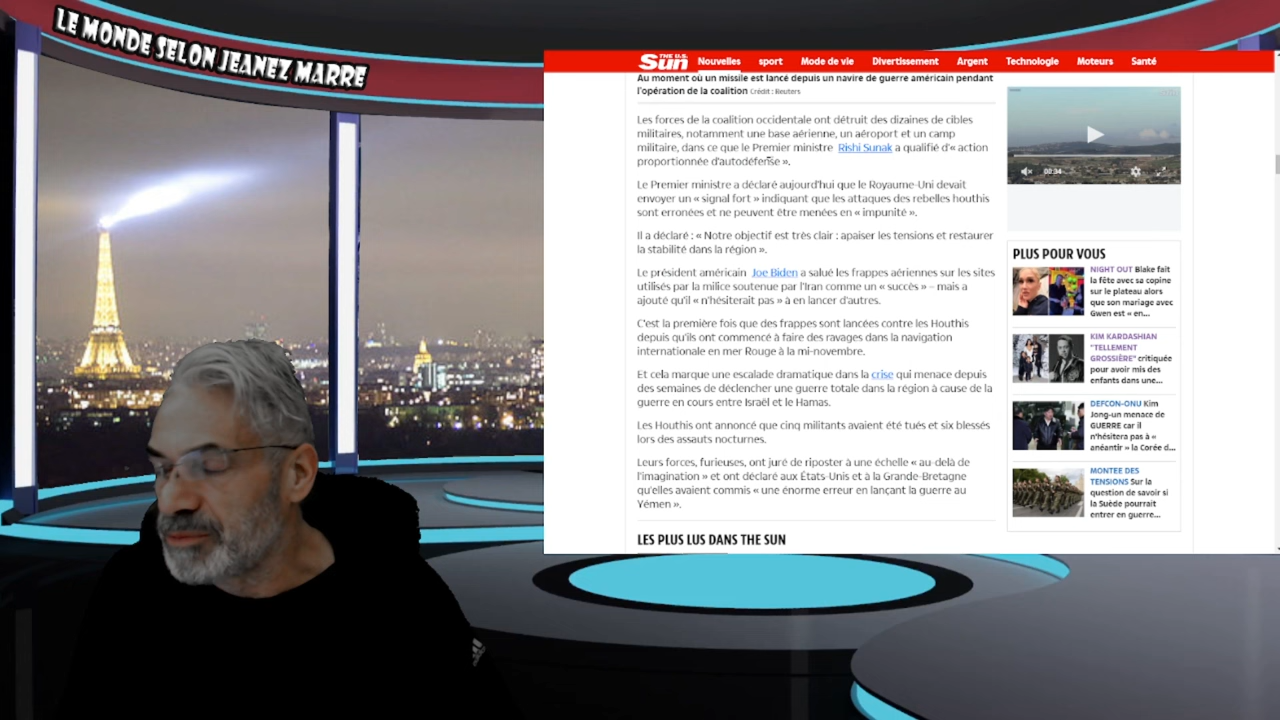 LE MONDE SELON JEANEZ MARRE
THE U.S. Sun
Nouvelles sport Mode de vie Divertissement Argent Technologie Moteurs Santé
Au moment où un missile est lancé depuis un navire de guerre américain pendant
l'opération de la coalition Crédit : Reuters
Les forces de la coalition occidentale ont détruit des dizaines de cibles
militaires, notamment une base aérienne, un aéroport et un camp
militaire, dans ce que le Premier ministre Rishi Sunak a qualifié d'« action
proportionnée d'autodéfense ».
Le Premier ministre a déclaré aujourd'hui que le Royaume-Uni devait
envoyer un « signal fort » indiquant que les attaques des rebelles houthis
sont erronées et ne peuvent être menées en « impunité ».
Il a déclaré : « Notre objectif est très clair : apaiser les tensions et restaurer
la stabilité dans la région ».
Le président américain Joe Biden a salué les frappes aériennes sur les sites
utilisés par la milice soutenue par l'Iran comme un « succès » – mais a
ajouté qu'il « n'hésiterait pas » à en lancer d'autres.
C'est la première fois que des frappes sont lancées contre les Houthis
depuis qu'ils ont commencé à faire des ravages dans la navigation
internationale en mer Rouge à la mi-novembre.
Et cela marque une escalade dramatique dans la crise qui menace depuis
des semaines de déclencher une guerre totale dans la région à cause de la
guerre en cours entre Israël et le Hamas.
Les Houthis ont annoncé que cinq militants avaient été tués et six blessés
lors des assauts nocturnes.
Leurs forces, furieuses, ont juré de riposter à une échelle « au-delà de
l'imagination » et ont déclaré aux États-Unis et à la Grande-Bretagne
qu'elles avaient commis « une énorme erreur en lançant la guerre au
Yémen ».
LES PLUS LUS DANS THE SUN
00:34
PLUS POUR VOUS
NIGHT OUT Blake fait
la fête avec sa copine
sur le plateau alors
que son mariage avec
Gwen est « en...
KIM KARDASHIAN
"TELLEMENT
GROSSIÈRE" critiquée
pour avoir mis des
enfants dans une...
DEFCON-ONU Kim
Jong-un menace de
GUERRE car il
n'hésitera pas à «
anéantir » la Corée d...
MONTEE DES
TENSIONS Sur la
question de savoir si
la Suède pourrait
entrer en guerre...